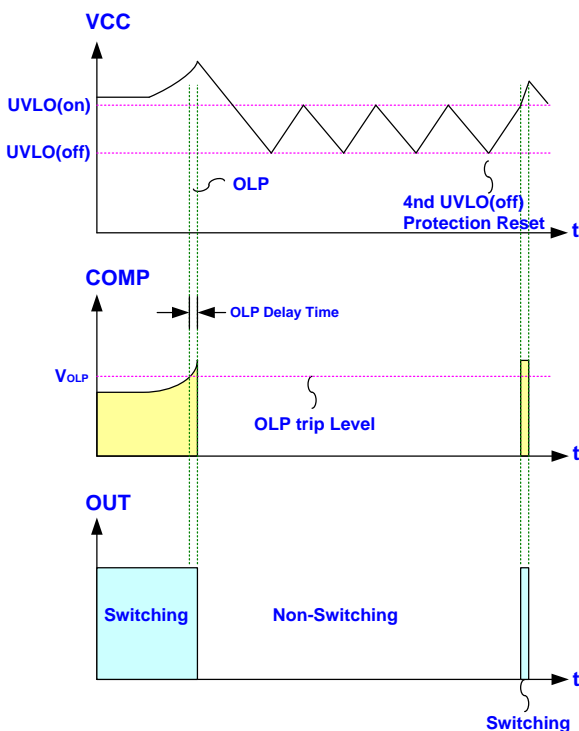 VCC
UVLO(on)
UVLO(off)
OLP
4nd UVLO(off)
Protection Reset
t
COMP
OLP Delay Time
VOLP
OLP trip Level
t
OUT
Switching
Non-Switching
t
Switching